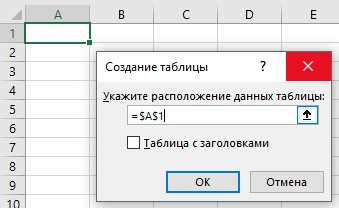 A B C D E
1
2
3
Создание таблицы ? ×
4
Укажите расположение данных таблицы:
5
=$A$1
6
Таблица с заголовками
7
8
ОК Отмена
9
10